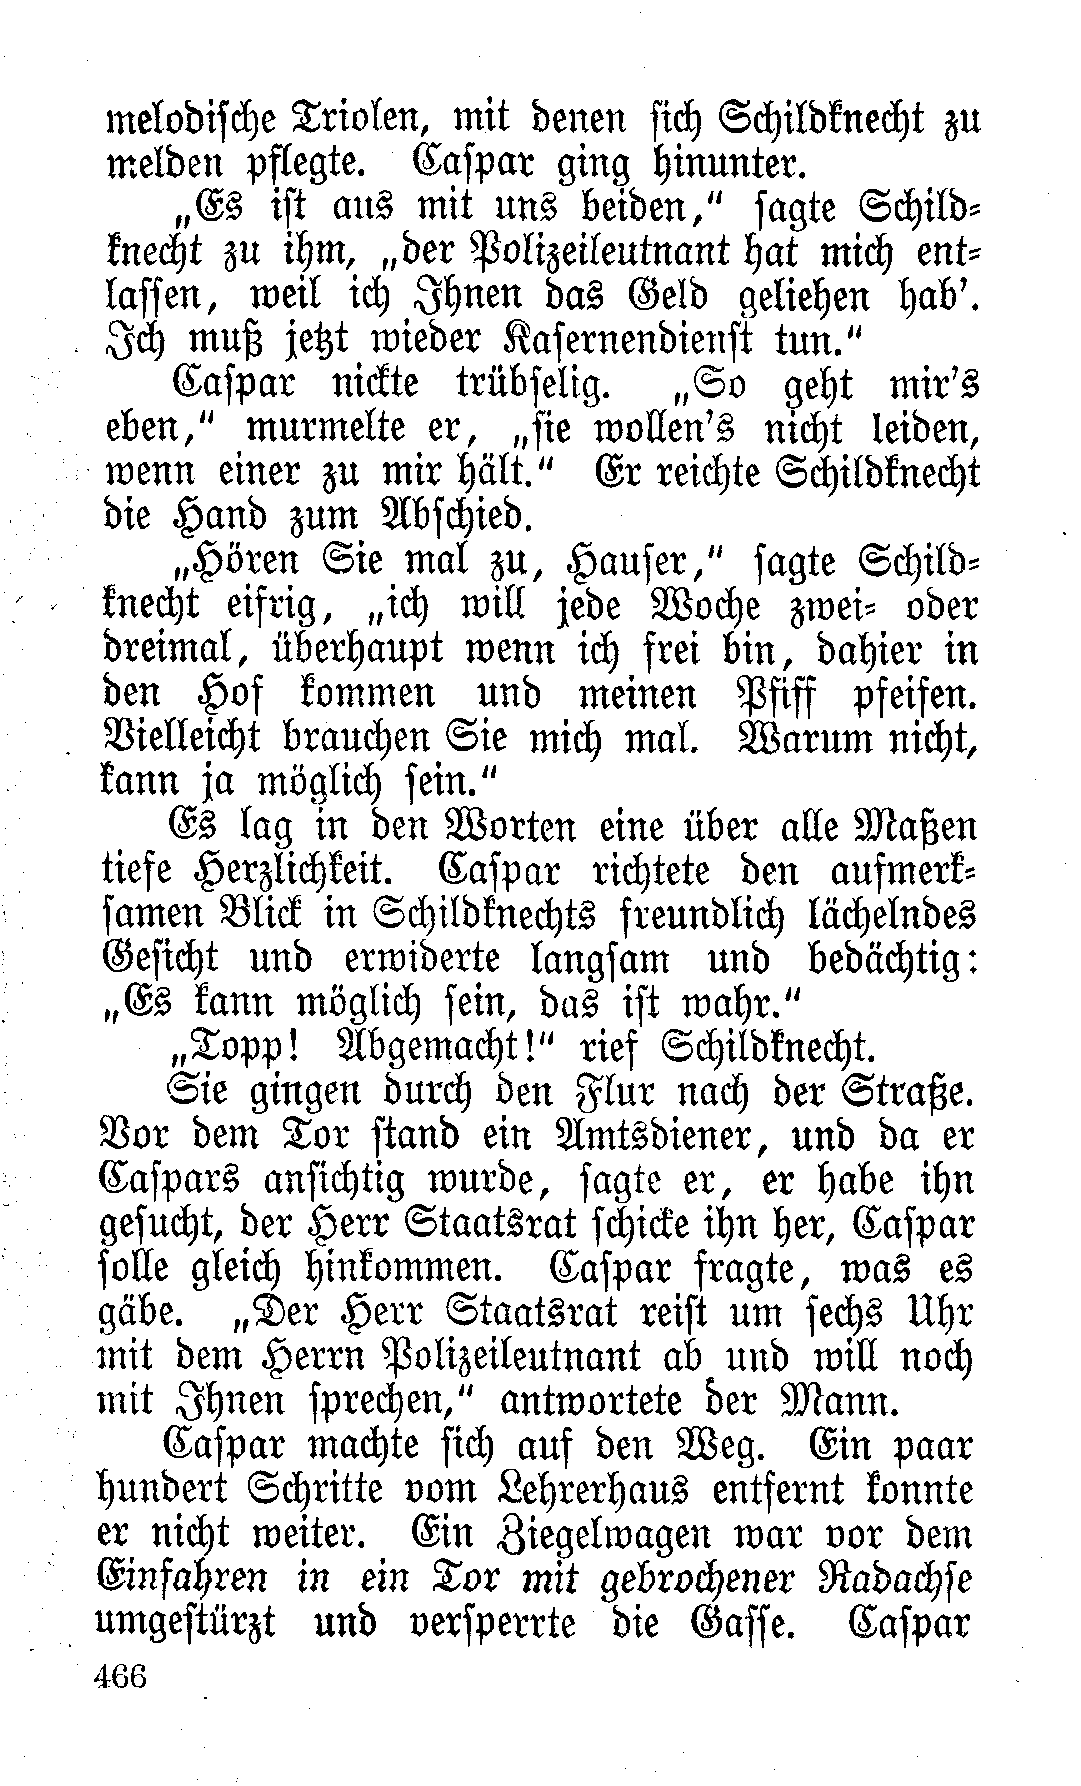 melodische Triolen, mit denen sich Schildknecht zu
melden pflegte. Caspar ging hinunter.
„Es ist aus mit uns beiden,“ sagte Schild-
knecht zu ihm, „der Polizeileutnant hat mich ent-
lassen, weil ich Ihnen das Geld geliehen hab’.
Ich muß jetzt wieder Kasernendienst tun.“
Caspar nickte trübselig. „So geht mir’s
eben,“ murmelte er, „sie wollen’s nicht leiden,
wenn einer zu mir hält.“ Er reichte Schildknecht
die Hand zum Abschied.
„Hören Sie mal zu, Hauser,“ sagte Schild-
knecht eifrig, „ich will jede Woche zwei- oder
dreimal, überhaupt wenn ich frei bin, dahier in
den Hof kommen und meinen Pfiff pfeifen.
Vielleicht brauchen Sie mich mal. Warum nicht,
kann ja möglich sein.“
Es lag in den Worten eine über alle Maßen
tiefe Herzlichkeit. Caspar richtete den aufmerk-
samen Blick in Schildknechts freundlich lächelndes
Gesicht und erwiderte langsam und bedächtig:
„Es kann möglich sein, das ist wahr.“
„Topp! Abgemacht!“ rief Schildknecht.
Sie gingen durch den Flur nach der Straße.
Vor dem Tor stand ein Amtsdiener, und da er
Caspars ansichtig wurde, sagte er, er habe ihn
gesucht, der Herr Staatsrat schicke ihn her, Caspar
solle gleich hinkommen. Caspar fragte, was es
gäbe. „Der Herr Staatsrat reist um sechs Uhr
mit dem Herrn Polizeileutnant ab und will noch
mit Ihnen sprechen,“ antwortete der Mann.
Caspar machte sich auf den Weg. Ein paar
hundert Schritte vom Lehrerhaus entfernt konnte
er nicht weiter. Ein Ziegelwagen war vor dem
Einfahren in ein Tor mit gebrochener Radachse
umgestürzt und versperrte die Gasse. Caspar
466